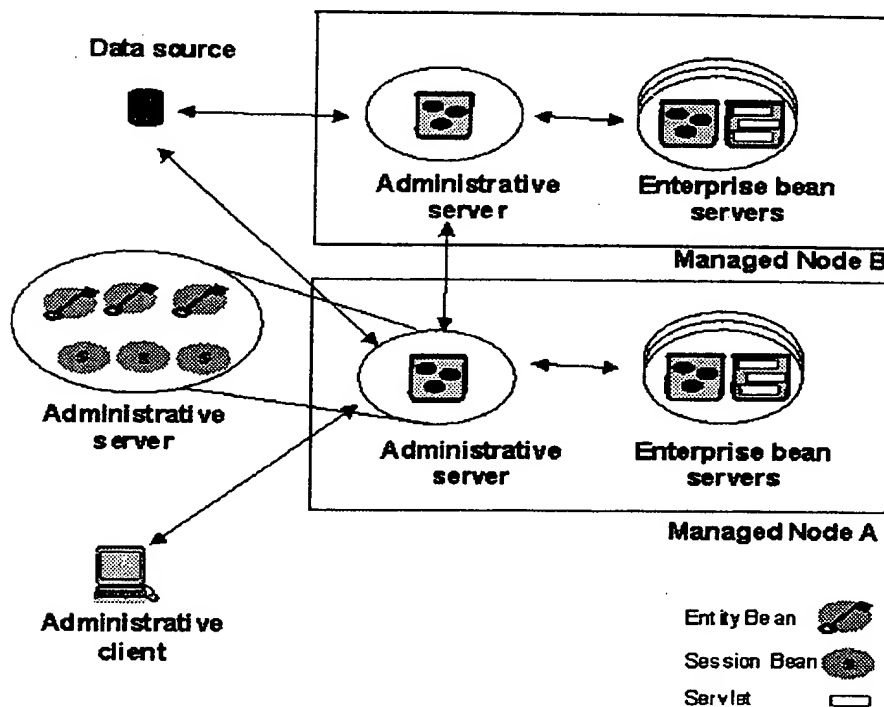 Data source
Administrative
server
Enterprise bean
servers
Managed Node B
Administrative
server
Administrative
server
Enterprise bean
servers
Managed Node A
Administrative
client
Entity Bean
Session Bean
Servlet